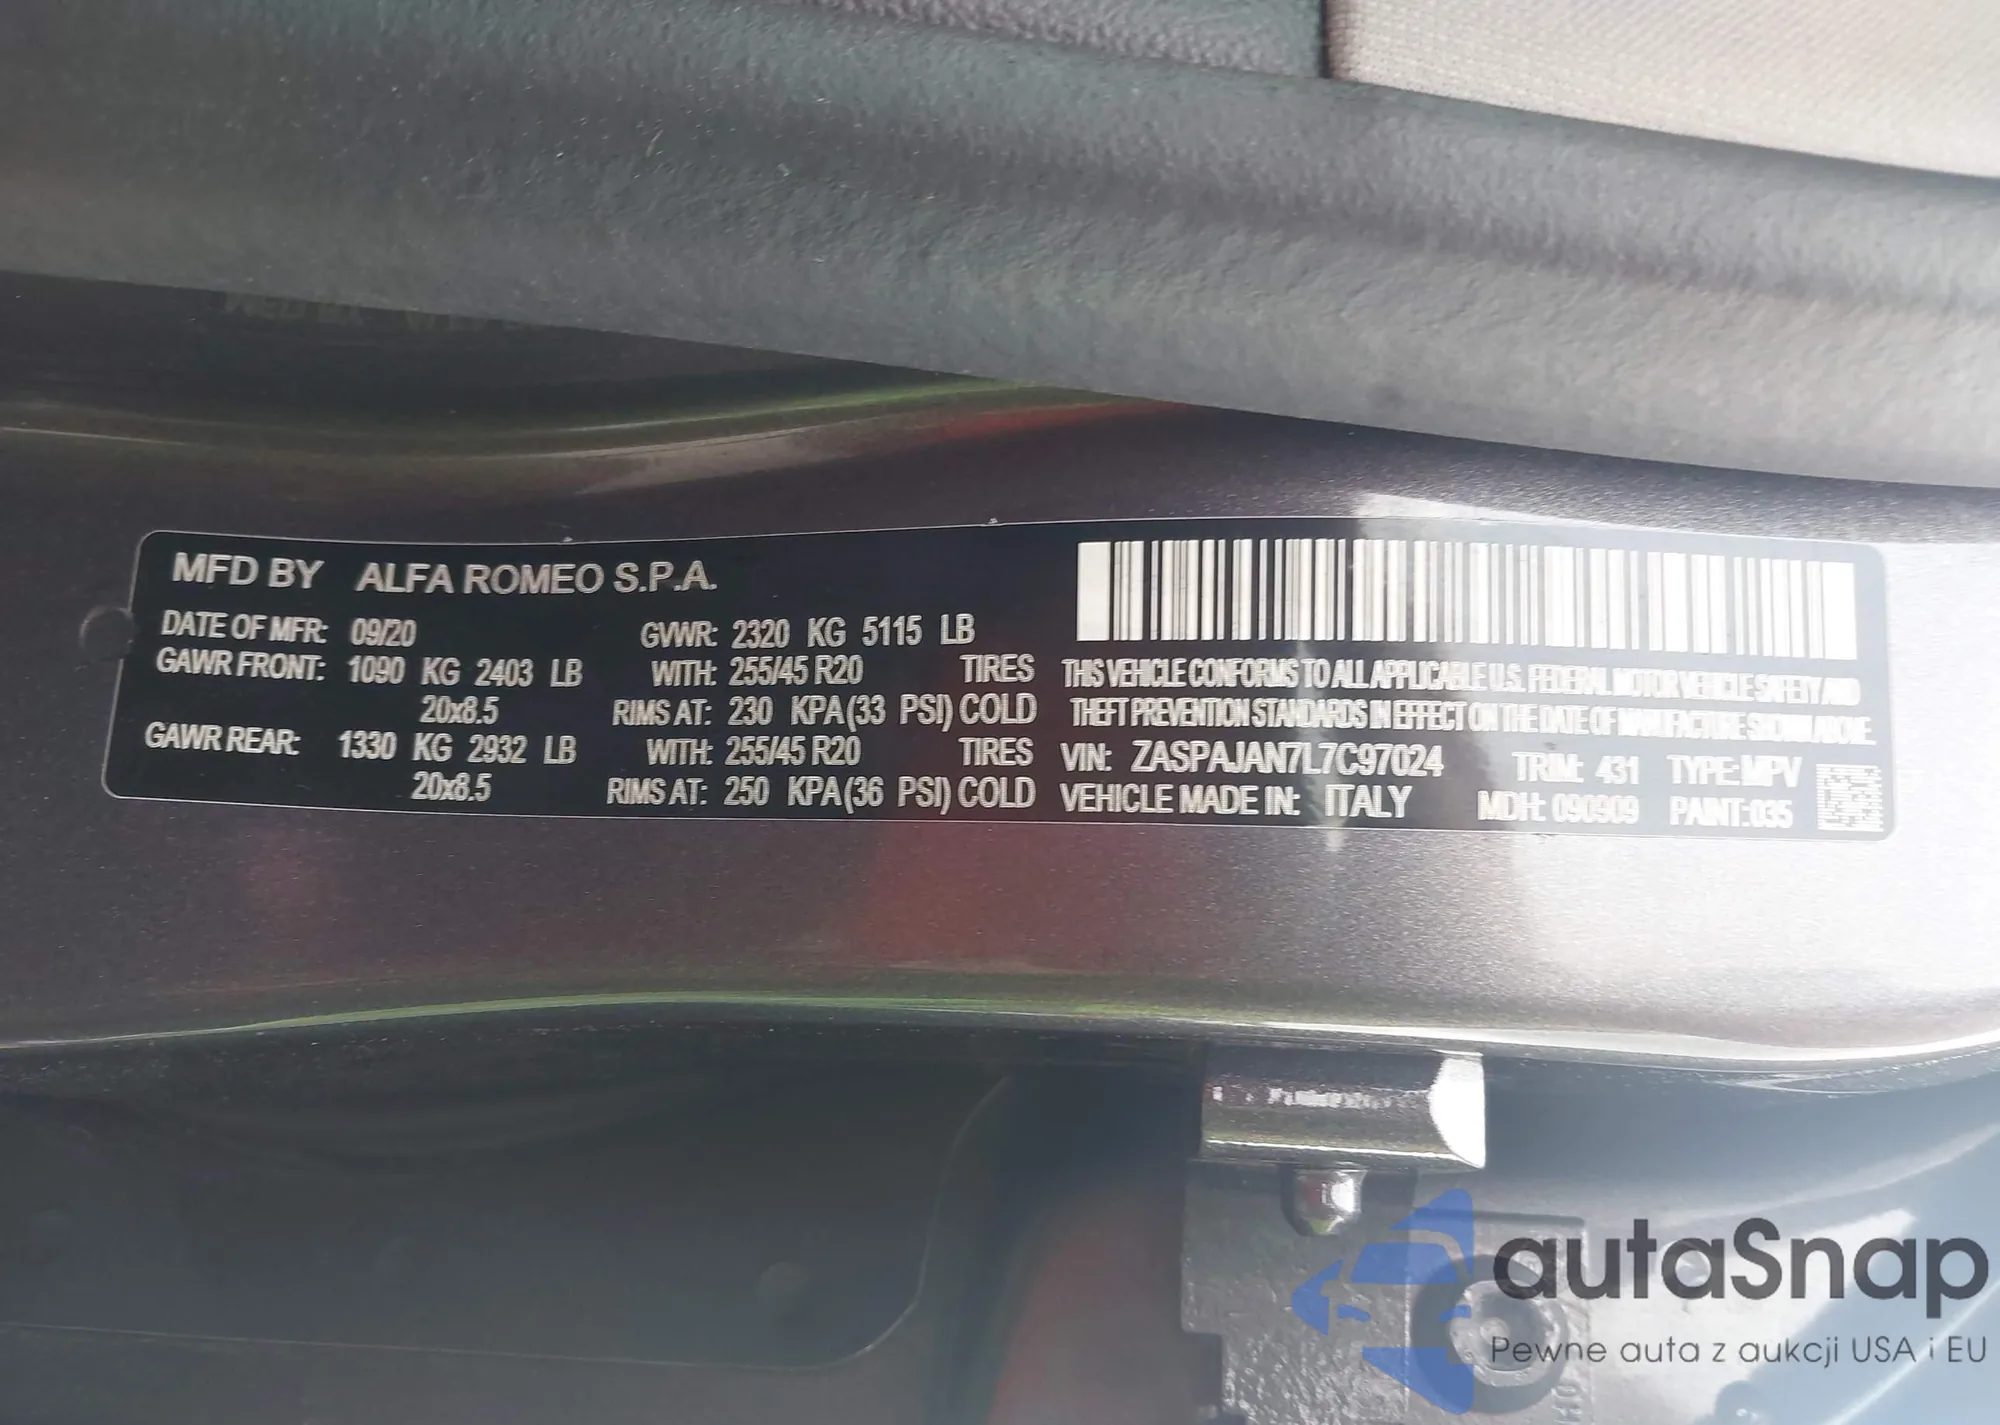 MFD BY ALFA ROMEO S.P.A.
DATE OF MFR: 09/20 GVWR: 2320 KG 5115 LB
GAWR FRONT: 1090 KG 2403 LB WITH: 255/45 R20 TIRES
20x8.5 RIMS AT: 230 KPA(33 PSI) COLD
GAWR REAR: 1330 KG 2932 LB WITH: 255/45 R20 TIRES
20x8.5 RIMS AT: 250 KPA(36 PSI) COLD
THIS VEHICLE CONFORMS TO ALL APPLICABLE U.S. FEDERAL MOTOR VEHICLE SAFETY AND
THEFT PREVENTION STANDARDS IN EFFECT ON THE DATE OF MANUFACTURE SHOWN ABOVE.
VIN: ZASPAJAN7L7C97024 TRIM: 431 TYPE:MPV
VEHICLE MADE IN: ITALY MDH: 090909 PAINT:035
autaSnap
Pewne auta z aukcji USA i EU